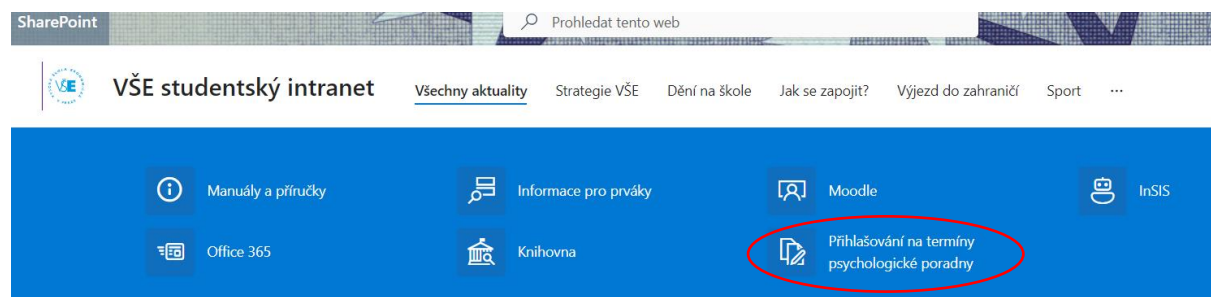 SharePoint
Prohledat tento web
VŠE
VŠE studentský intranet
Všechny aktuality Strategie VŠE Dění na škole Jak se zapojit? Výjezd do zahraničí Sport ...
Manuály a příručky
Informace pro prváky
Moodle
InSIS
Office 365
Knihovna
Přihlašování na termíny
psychologické poradny